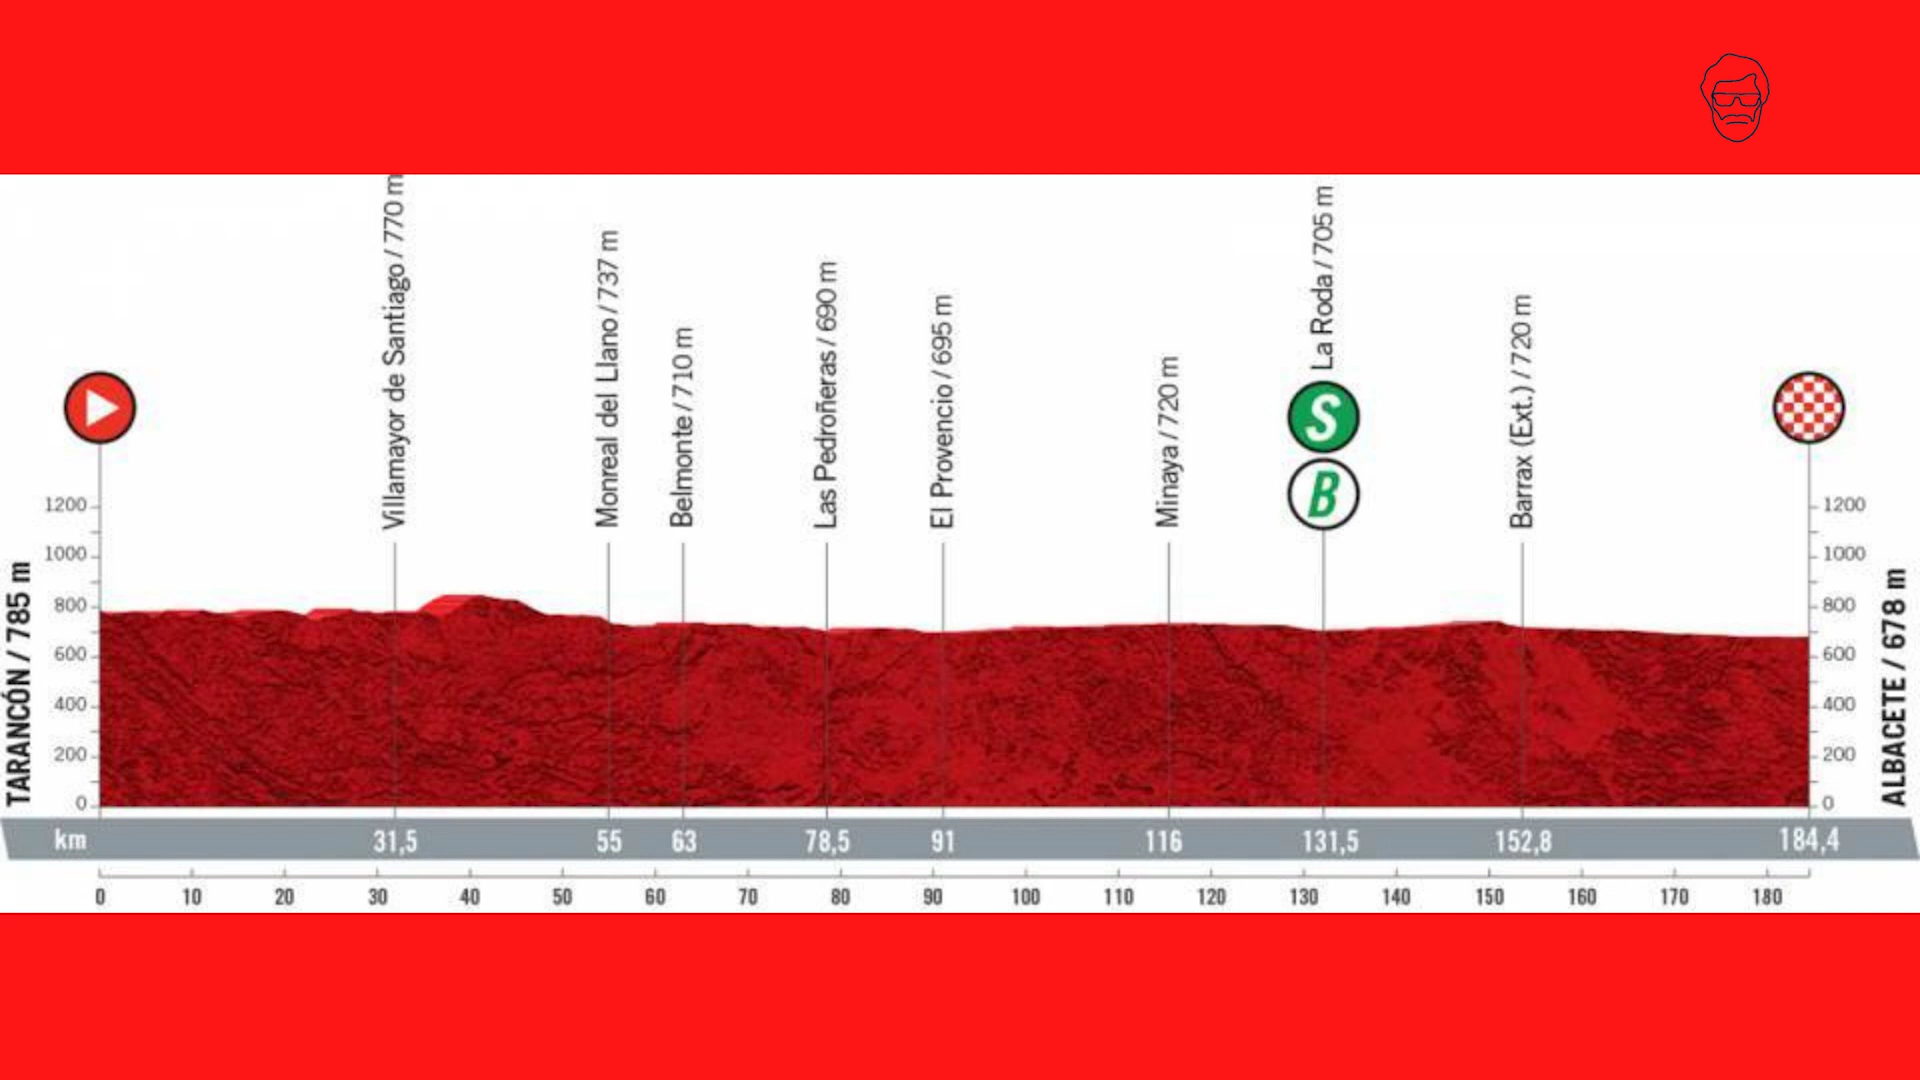 Villamayor de Santiago / 770 m
Monreal del Llano / 737 m
Belmonte / 710 m
Las Pedroñeras / 690 m
El Provencio / 695 m
Minaya / 720 m
La Roda / 705 m
S
B
Barrax (Ext.) / 720 m
TARANCÓN / 785 m
1200
1000
800
600
400
200
0
1200
1000
800
600
400
200
0
ALBACETE / 678 m
km 31,5 55 63 78,5 91 116 131,5 152,8 184,4
0 10 20 30 40 50 60 70 80 90 100 110 120 130 140 150 160 170 180